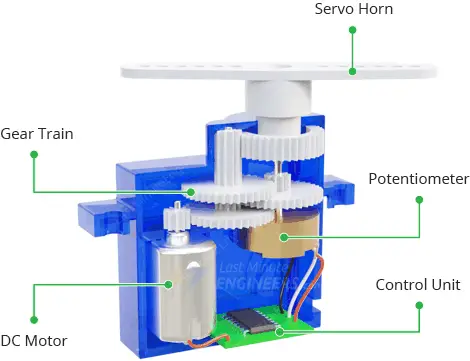 Servo Horn
Gear Train
Potentiometer
Control Unit
DC Motor
Last Minute
ENGINEERS